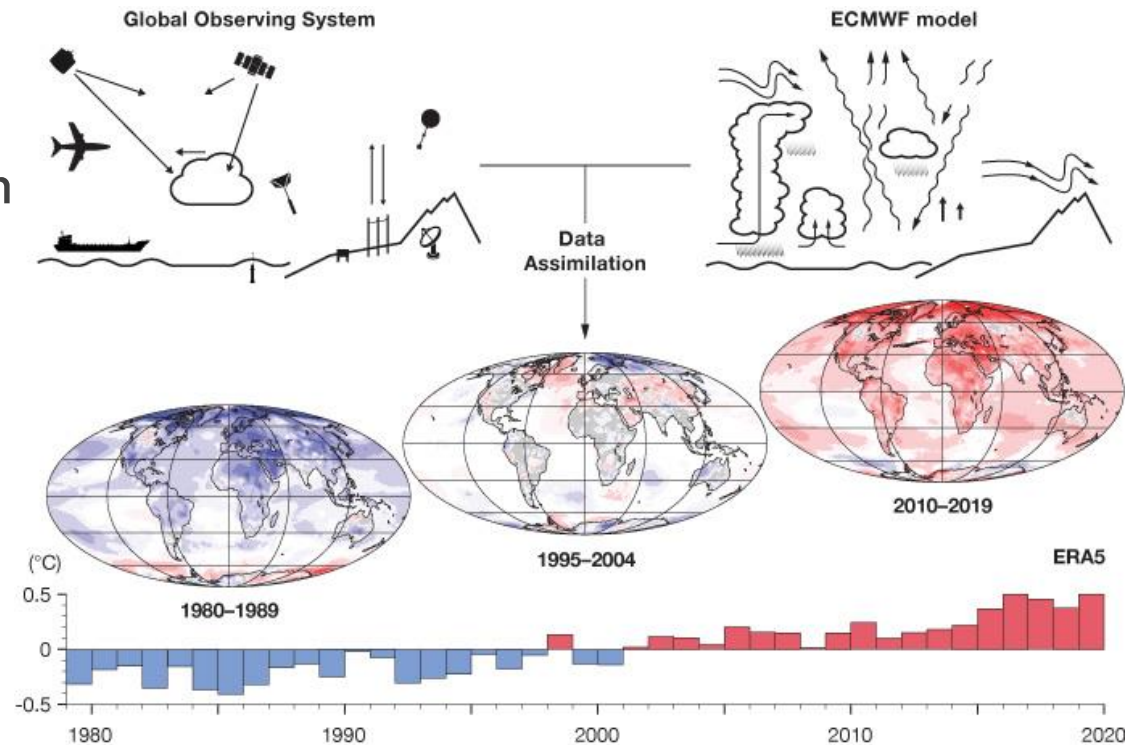 Global Observing System
ECMWF model
n
Data
Assimilation
2010–2019
1995–2004
1980–1989
ERA5
(°C)
0.5
0
-0.5
1980
1990
2000
2010
2020